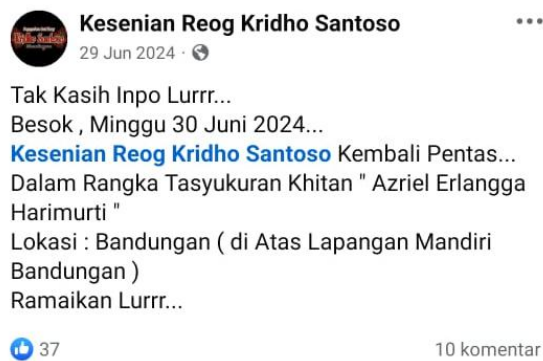 Kesenian Reog Kridho Santoso
29 Jun 2024 ·
Tak Kasih Inpo Lurrr...
Besok , Minggu 30 Juni 2024...
Kesenian Reog Kridho Santoso Kembali Pentas...
Dalam Rangka Tasyukuran Khitan " Azriel Erlangga
Harimurti "
Lokasi : Bandungan ( di Atas Lapangan Mandiri
Bandungan )
Ramaikan Lurrr...
37
10 komentar